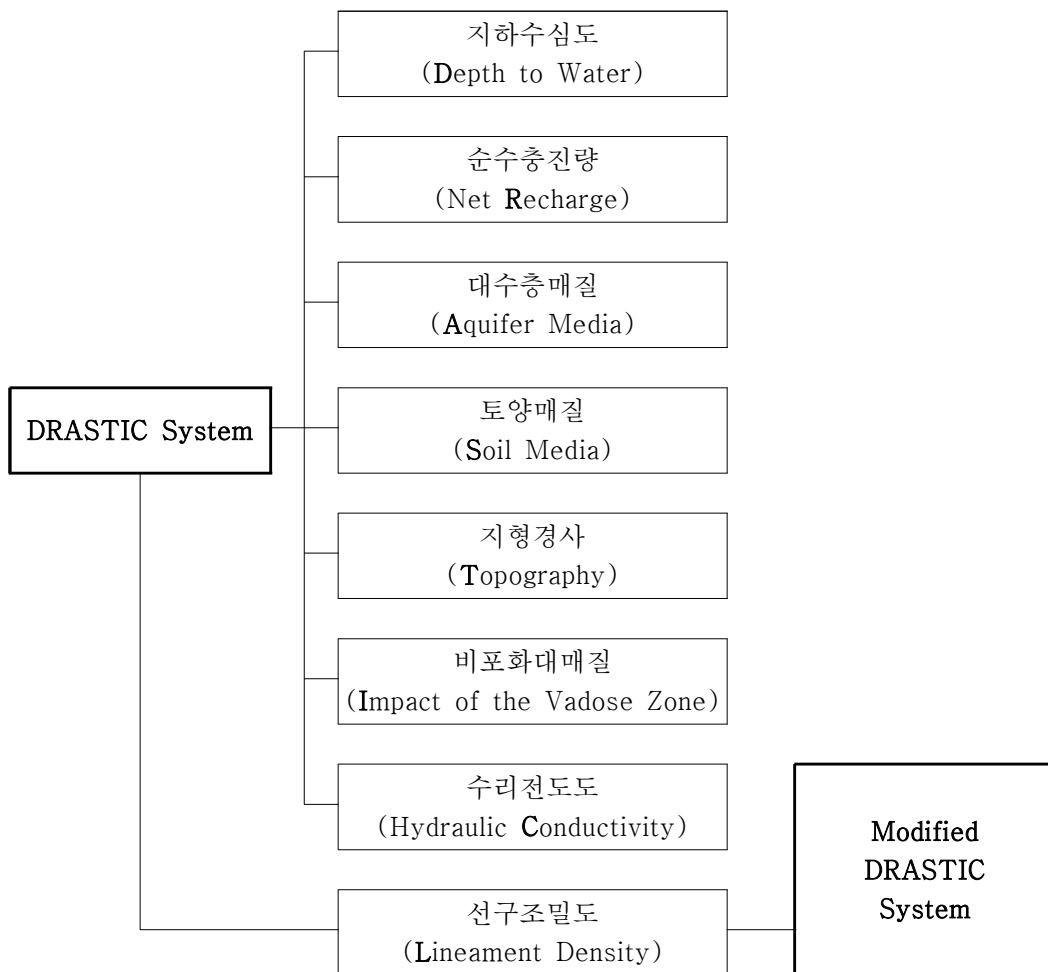 지하수심도
(Depth to Water)
순수충진량
(Net Recharge)
대수층매질
(Aquifer Media)
DRASTIC System
토양매질
(Soil Media)
지형경사
(Topography)
비포화대매질
(Impact of the Vadose Zone)
수리전도도
(Hydraulic Conductivity)
선구조밀도
(Lineament Density)
Modified
DRASTIC
System